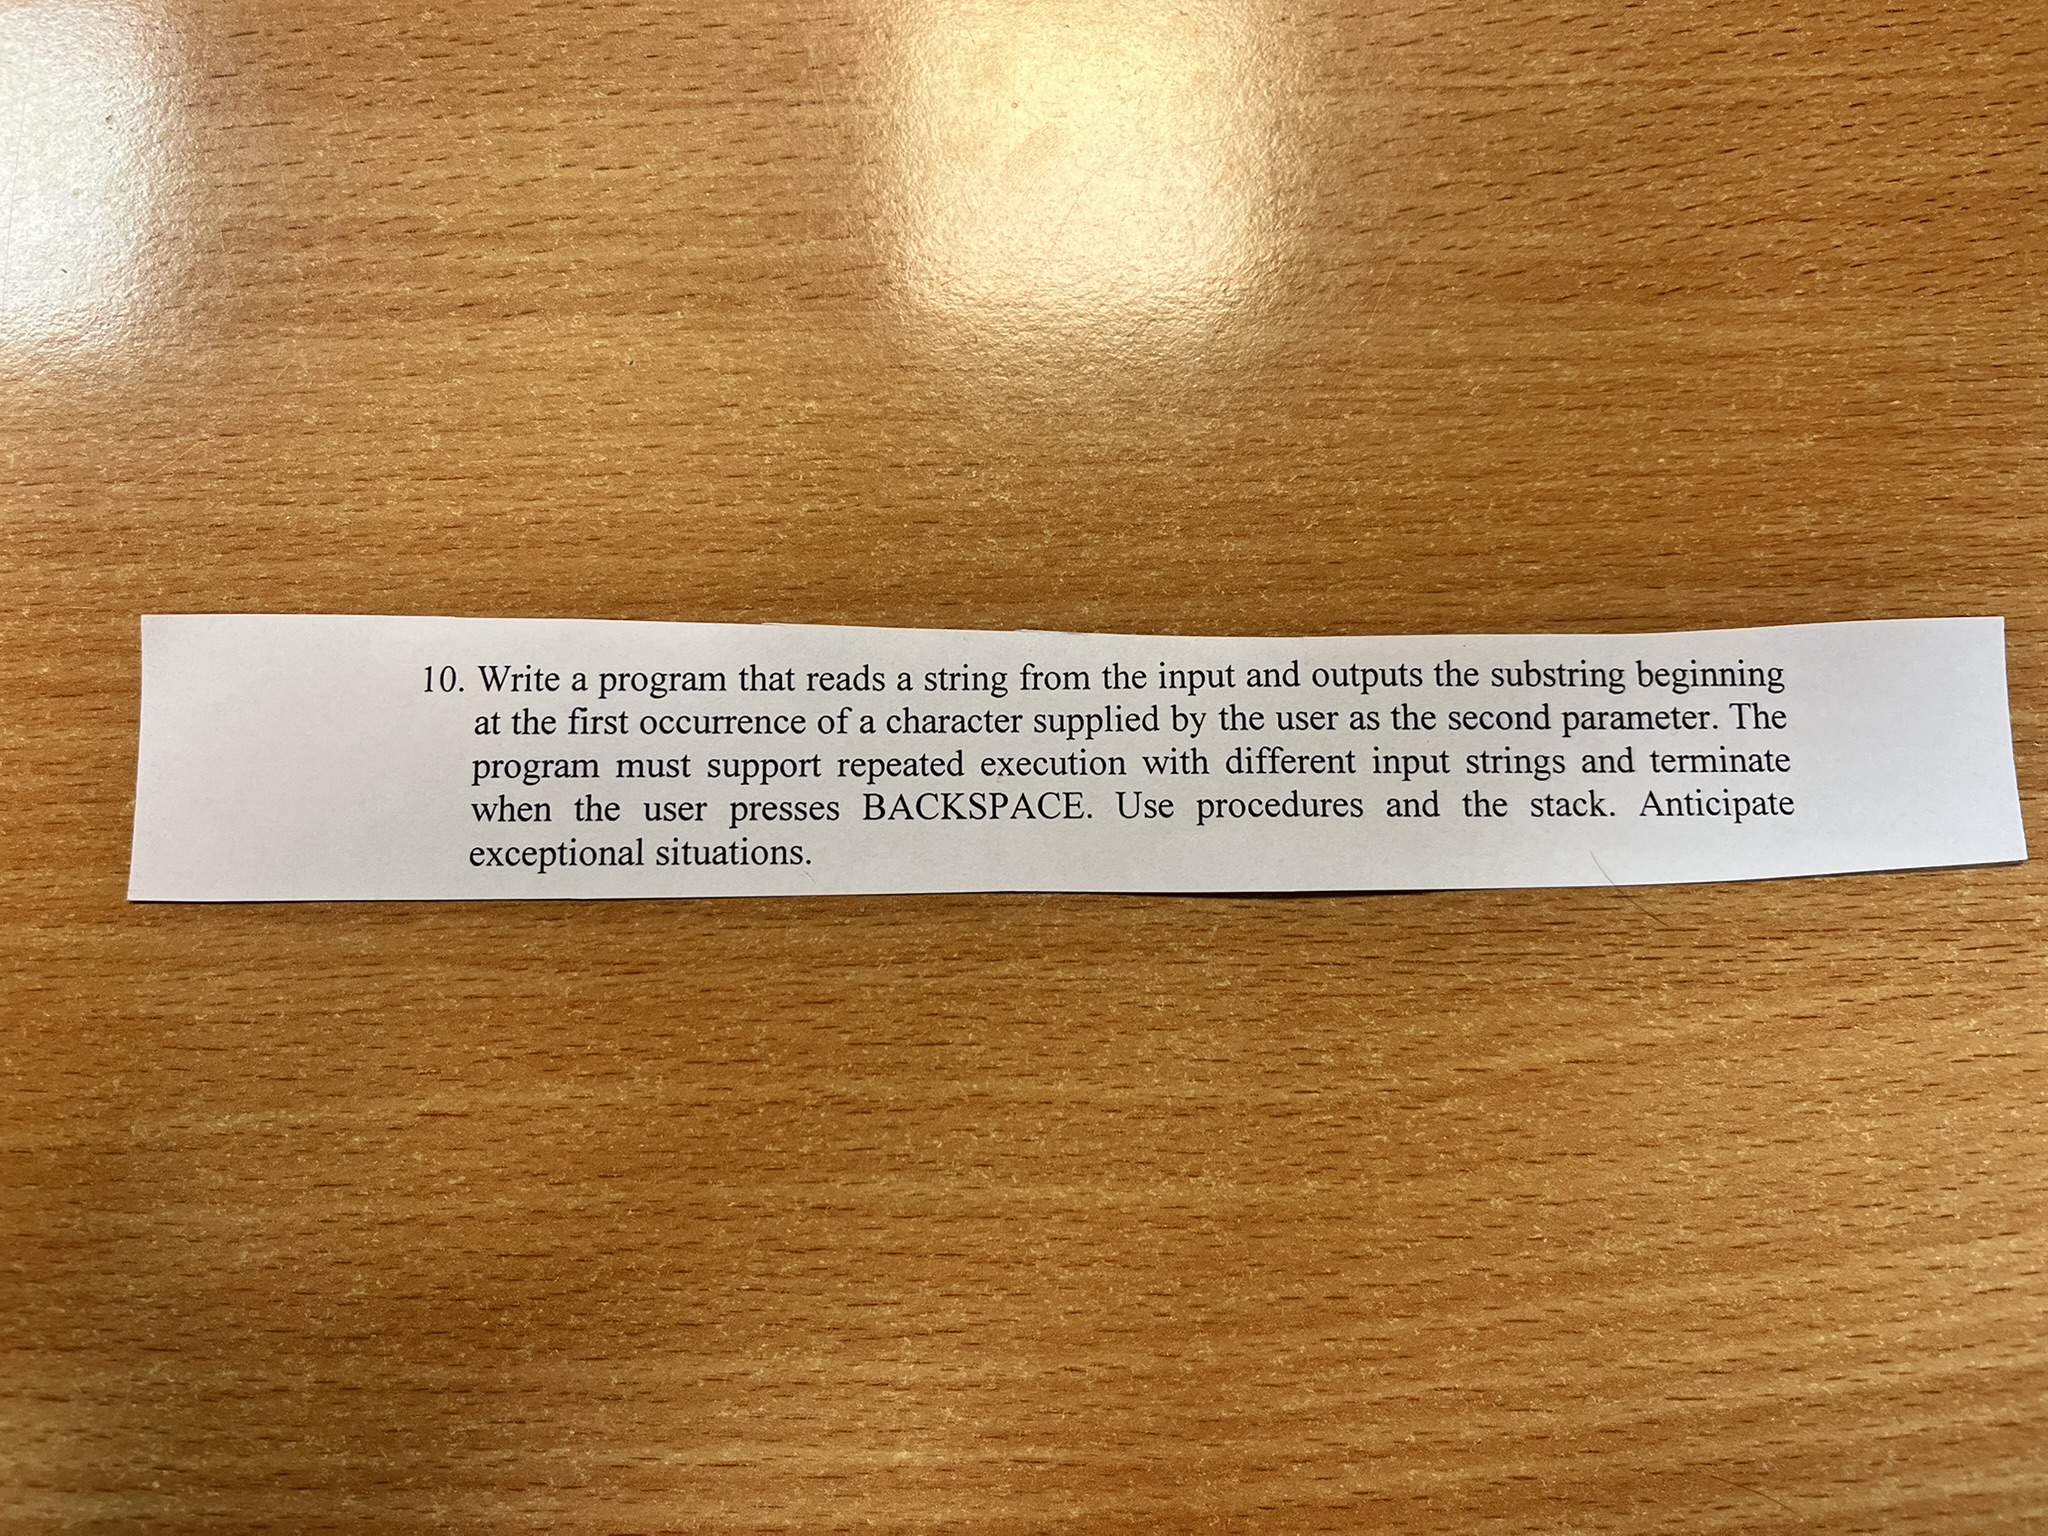 10. Write a program that reads a string from the input and outputs the substring beginning
at the first occurrence of a character supplied by the user as the second parameter. The
program must support repeated execution with different input strings and terminate
when the user presses BACKSPACE. Use procedures and the stack. Anticipate
exceptional situations.